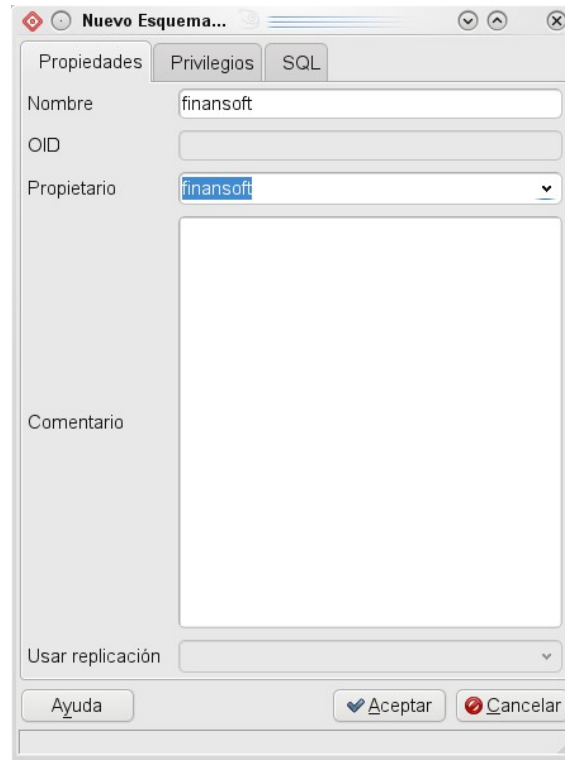 Nuevo Esquema...
Propiedades Privilegios SQL
Nombre finansoft
OID
Propietario finansoft
Comentario
Usar replicación
Ayuda Aceptar Cancelar